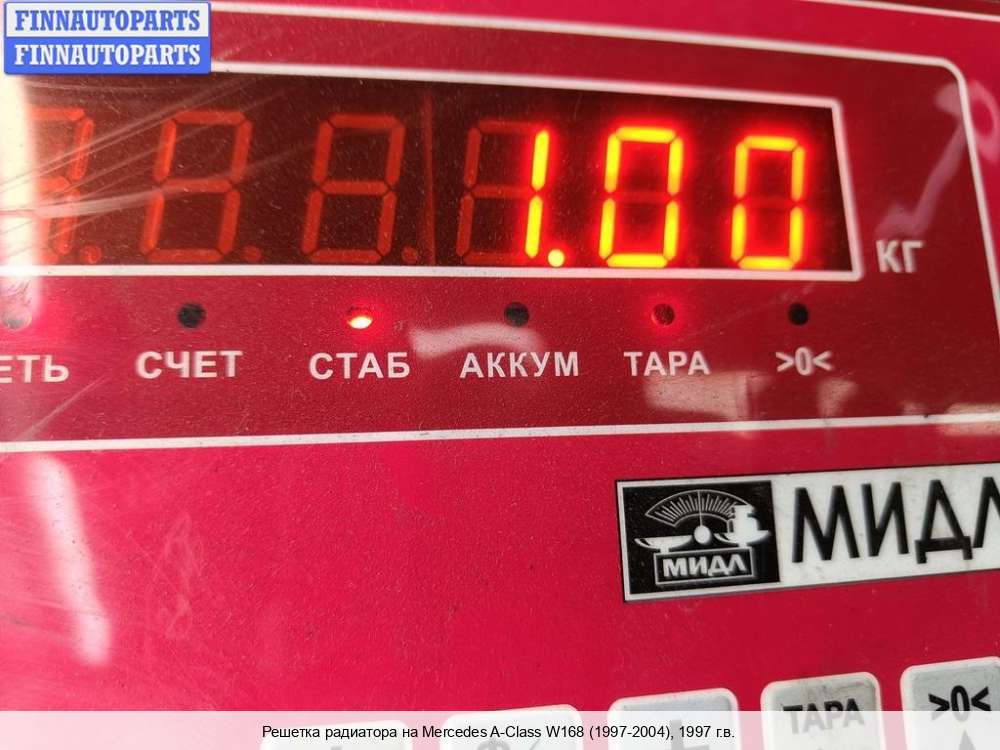 FINNAUTOPARTS
FINNAUTOPARTS
1.00
КГ
СЧЕТ СТАБ АККУМ ТАРА >0<
МИДЛ
ТАРА >0<
Решетка радиатора на Mercedes A-Class W168 (1997-2004), 1997 г.в.